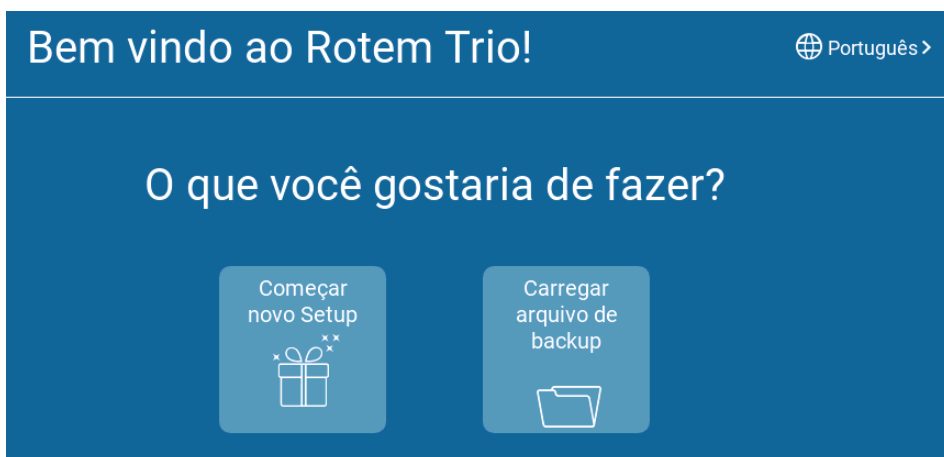 Bem vindo ao Rotem Trio!
Português
O que você gostaria de fazer?
Começar
novo Setup
Carregar
arquivo de
backup